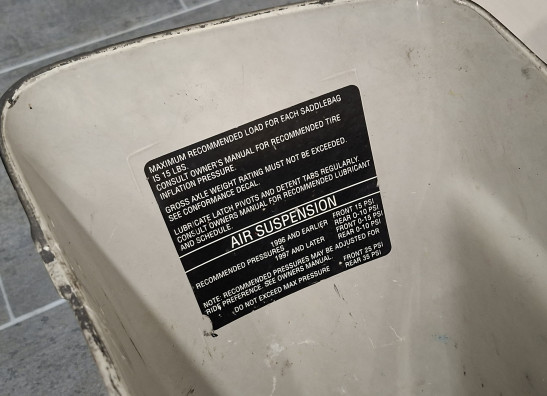 MAXIMUM RECOMMENDED LOAD FOR EACH SADDLEBAG
IS 15 LBS.
CONSULT OWNER'S MANUAL FOR RECOMMENDED TIRE
INFLATION PRESSURE.
GROSS AXLE WEIGHT RATING MUST NOT BE EXCEEDED.
SEE CONFORMANCE DECAL.
LUBRICATE LATCH PIVOTS AND DETENT TABS REGULARLY.
CONSULT OWNERS MANUAL FOR RECOMMENDED LUBRICANT
AND SCHEDULE.
AIR SUSPENSION
1996 AND EARLIER FRONT 15 PSI
REAR 0-10 PSI
RECOMMENDED PRESSURES 1997 AND LATER FRONT 0-15 PSI
REAR 0-10 PSI
NOTE: RECOMMENDED PRESSURES MAY BE ADJUSTED FOR
RIDE PREFERENCE. SEE OWNERS MANUAL.
DO NOT EXCEED MAX PRESSURE * FRONT 25 PSI
REAR 35 PSI